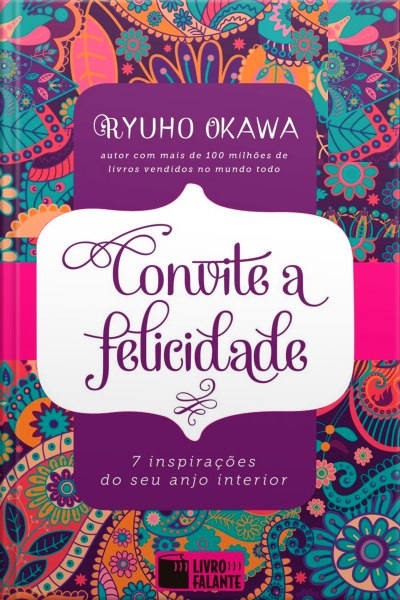 RYUHO OKAWA
autor com mais de 100 milhões de
livros vendidos no mundo todo
Convite a
felicidade
7 inspirações
do seu anjo interior
LIVRO
FALANTE